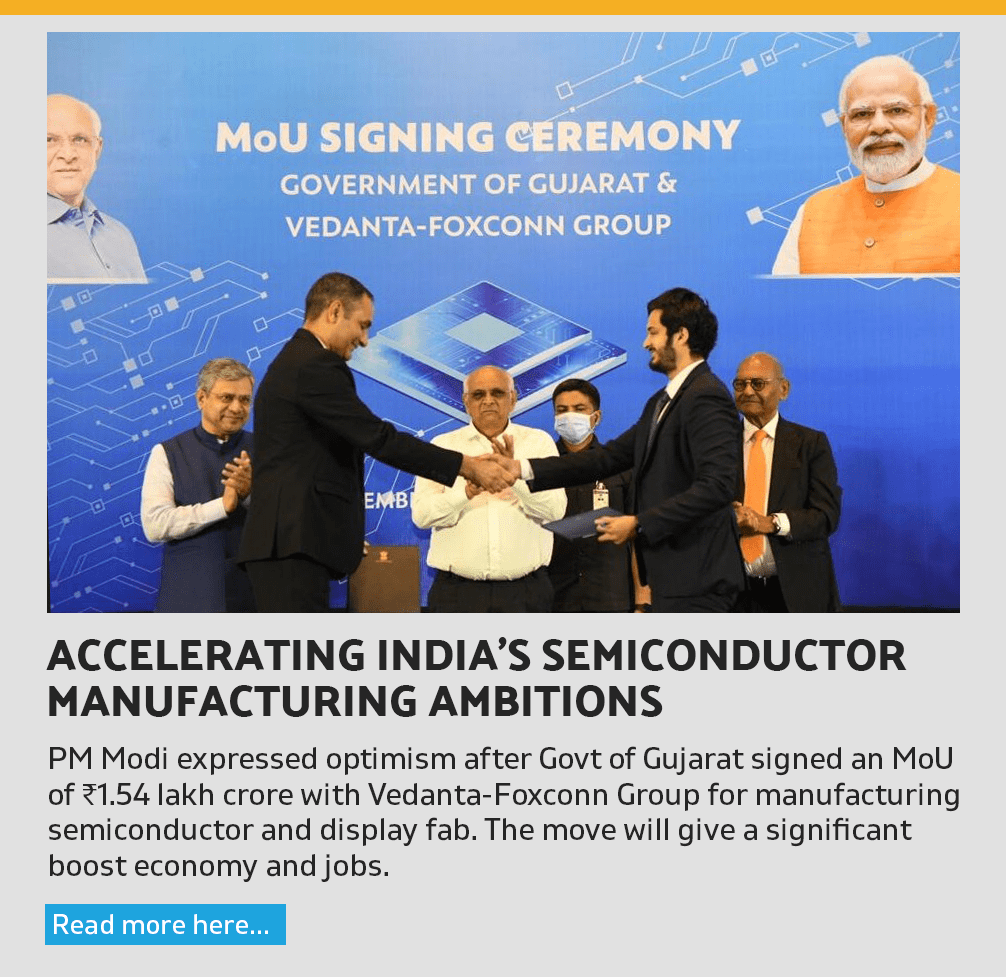 MoU SIGNING CEREMONY
GOVERNMENT OF GUJARAT &
VEDANTA-FOXCONN GROUP
EMB
ACCELERATING INDIA'S SEMICONDUCTOR
MANUFACTURING AMBITIONS
PM Modi expressed optimism after Govt of Gujarat signed an MoU
of ₹1.54 lakh crore with Vedanta-Foxconn Group for manufacturing
semiconductor and display fab. The move will give a significant
boost economy and jobs.
Read more here...